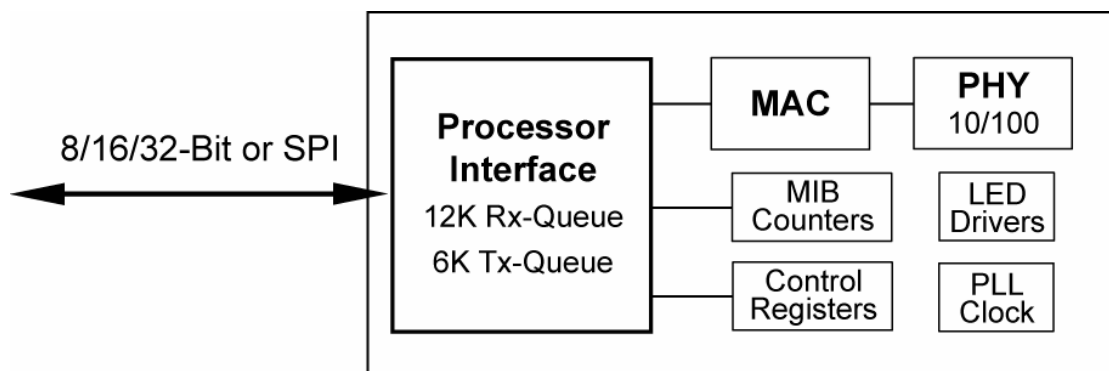 8/16/32-Bit or SPI
Processor
Interface
12K Rx-Queue
6K Tx-Queue
MAC
PHY
10/100
MIB
Counters
LED
Drivers
Control
Registers
PLL
Clock